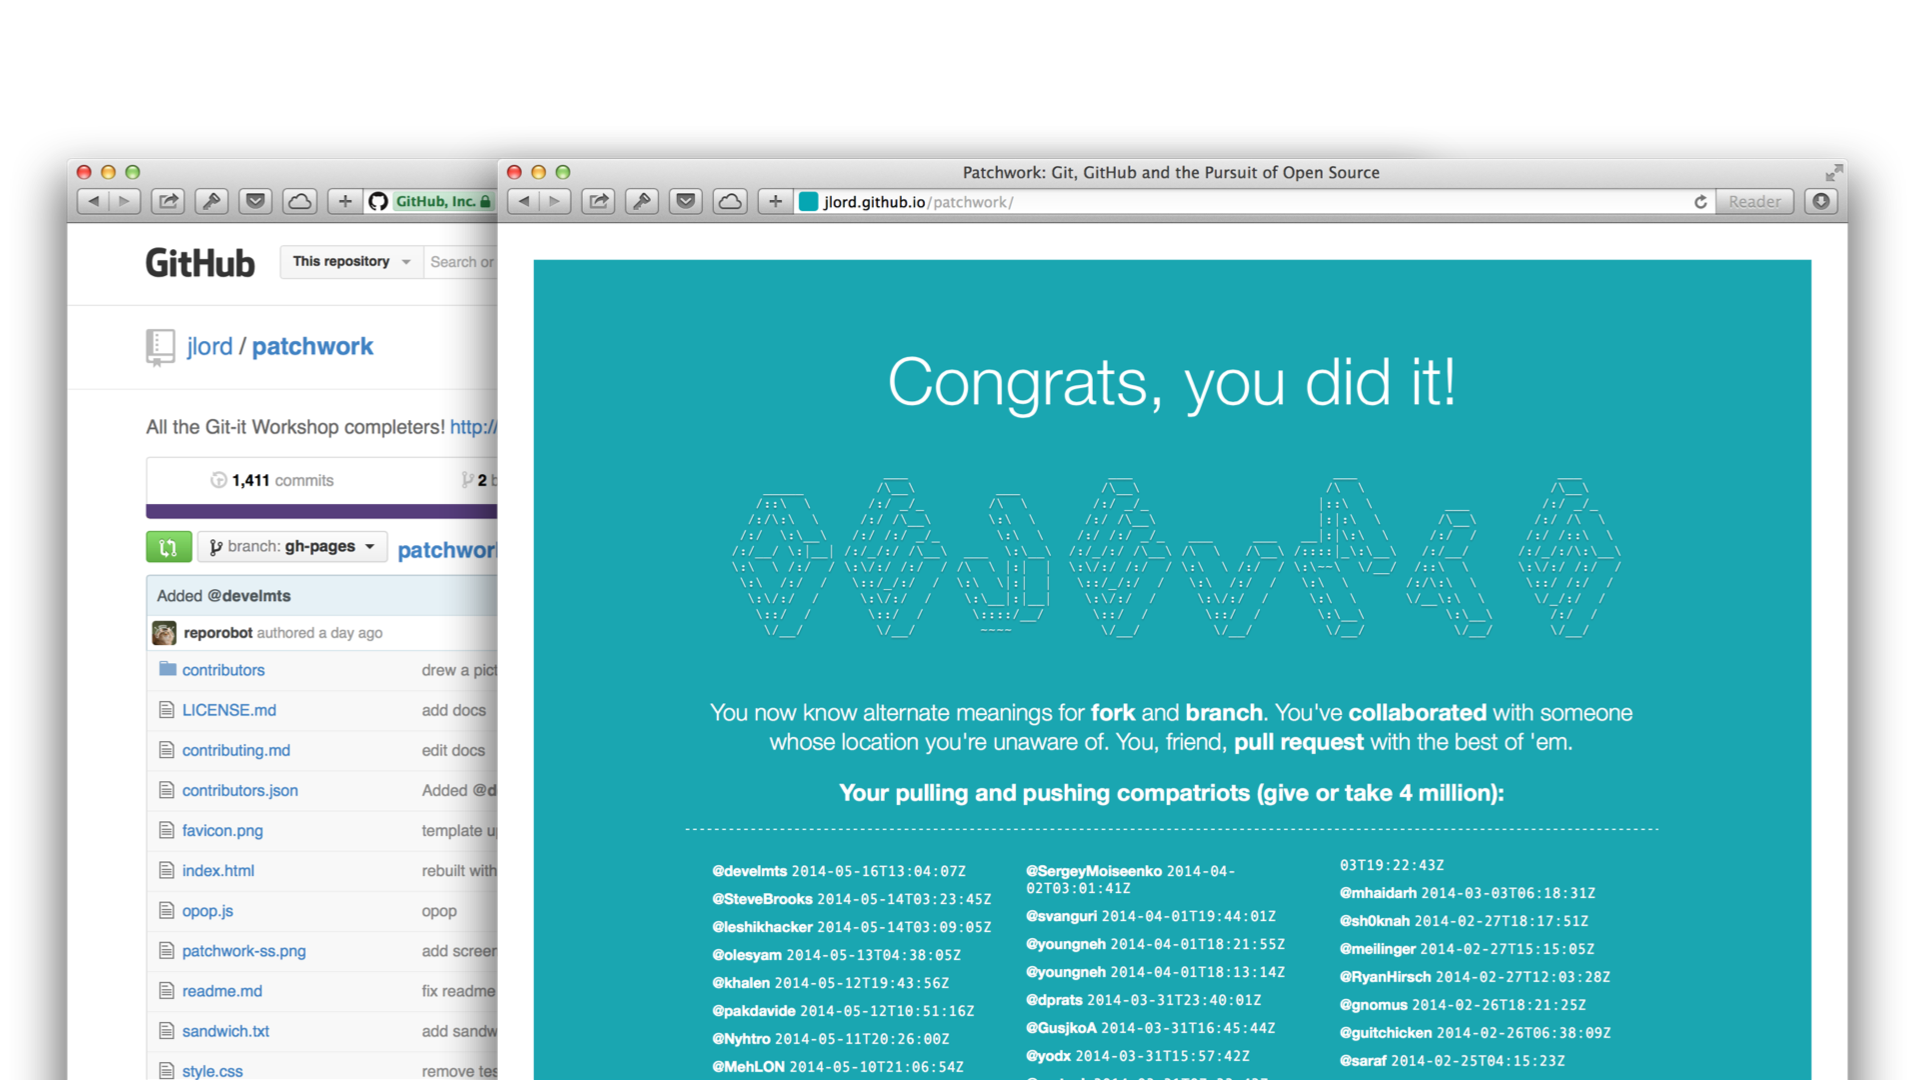 GitHub, Inc.
GitHub
This repository
Search or
jlord / patchwork
All the Git-it Workshop completers! http://
1,411 commits
2
branch: gh-pages
patchwor
Added @develmts
reporobot authored a day ago
contributors drew a pict
LICENSE.md add docs
contributing.md edit docs
contributors.json Added @d
favicon.png template u
index.html rebuilt with
opop.js opop
patchwork-ss.png add screen
readme.md fix readme
sandwich.txt add sandw
style.css remove tes
Patchwork: Git, GitHub and the Pursuit of Open Source
jlord.github.io/patchwork/
Reader
Congrats, you did it!
You now know alternate meanings for fork and branch. You've collaborated with someone
whose location you're unaware of. You, friend, pull request with the best of 'em.
Your pulling and pushing compatriots (give or take 4 million):
@develmts 2014-05-16T13:04:07Z
@SteveBrooks 2014-05-14T03:23:45Z
@leshikhacker 2014-05-14T03:09:05Z
@olesyam 2014-05-13T04:38:05Z
@khalen 2014-05-12T19:43:56Z
@pakdavide 2014-05-12T10:51:16Z
@Nyhtro 2014-05-11T20:26:00Z
@MehLON 2014-05-10T21:06:54Z
@SergeyMoiseenko 2014-04-
02T03:01:41Z
@svanguri 2014-04-01T19:44:01Z
@youngneh 2014-04-01T18:21:55Z
@youngneh 2014-04-01T18:13:14Z
@dprats 2014-03-31T23:40:01Z
@GusjkoA 2014-03-31T16:45:44Z
@yodx 2014-03-31T15:57:42Z
03T19:22:43Z
@mhaidarh 2014-03-03T06:18:31Z
@sh0knah 2014-02-27T18:17:51Z
@meilinger 2014-02-27T15:15:05Z
@RyanHirsch 2014-02-27T12:03:28Z
@gnomus 2014-02-26T18:21:25Z
@guitchicken 2014-02-26T06:38:09Z
@saraf 2014-02-25T04:15:23Z